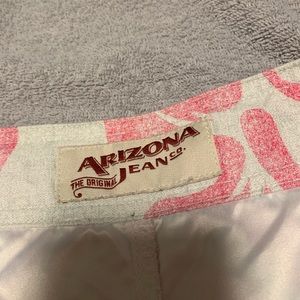 ARIZONA
THE ORIGINAL JEAN CO.